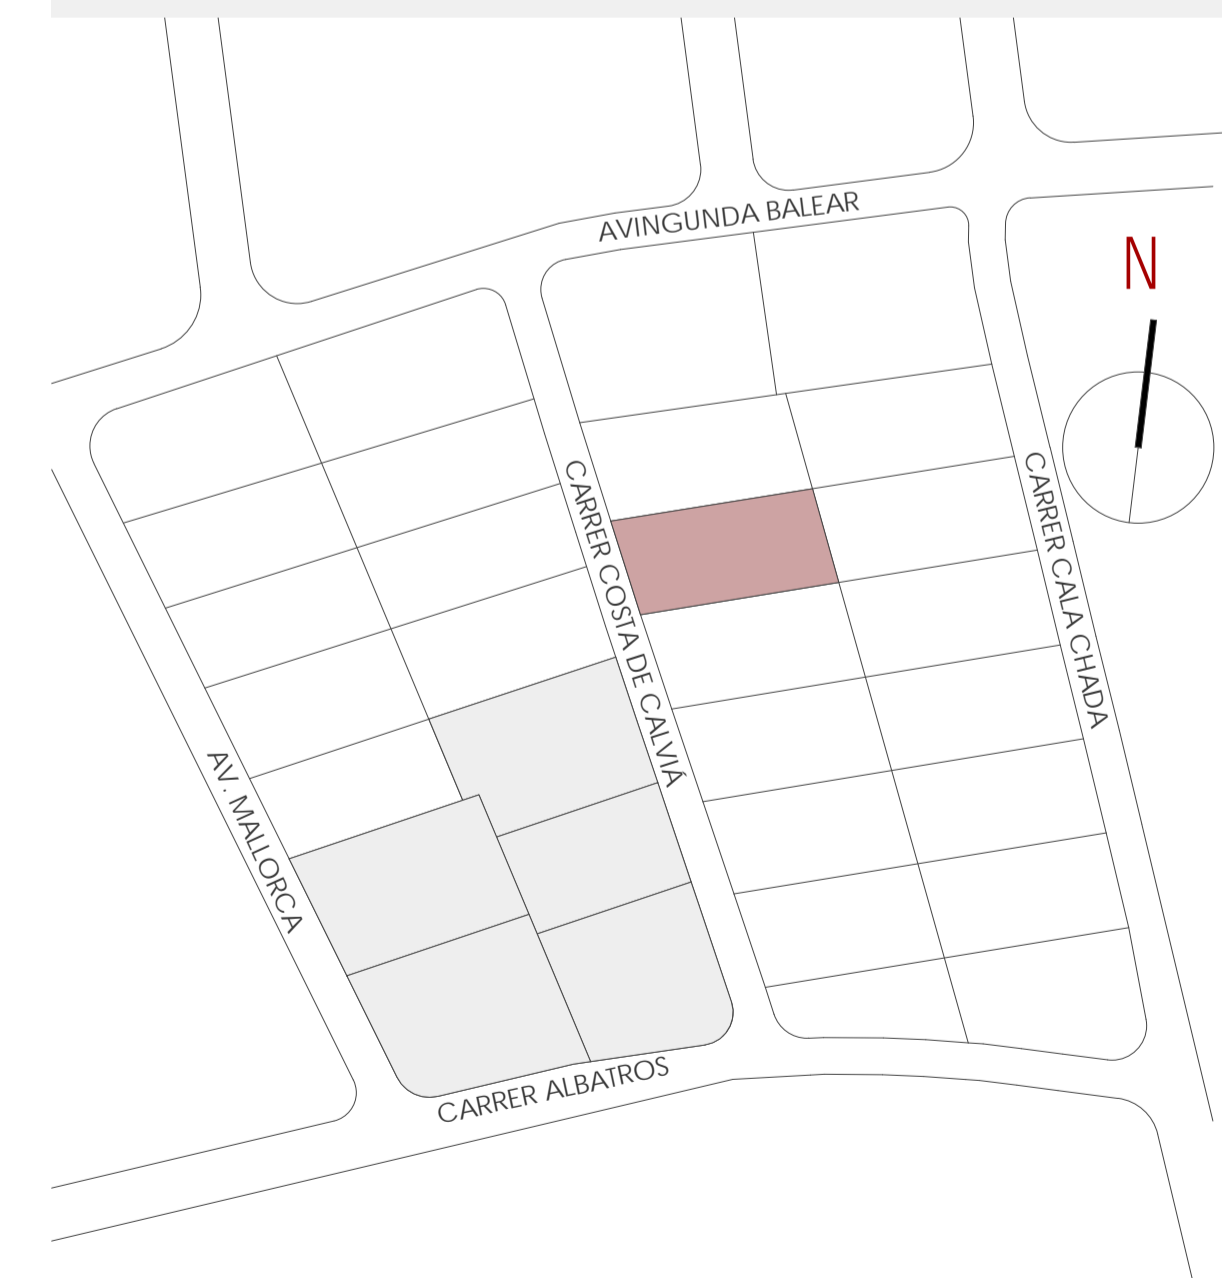 AVINGUNDA BALEAR
N
CARRER COSTA DE CALVIÁ
CARRER CALA CHADA
AV. MALLORCA
CARRER ALBATROS